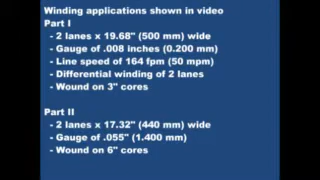 Winding applications shown in video
Part I
- 2 lanes x 19.68" (500 mm) wide
- Gauge of .008 inches (0.200 mm)
- Line speed of 164 fpm (50 mpm)
- Differential winding of 2 lanes
- Wound on 3" cores
Part II
- 2 lanes x 17.32" (440 mm) wide
- Gauge of .055" (1.400 mm)
- Wound on 6" cores